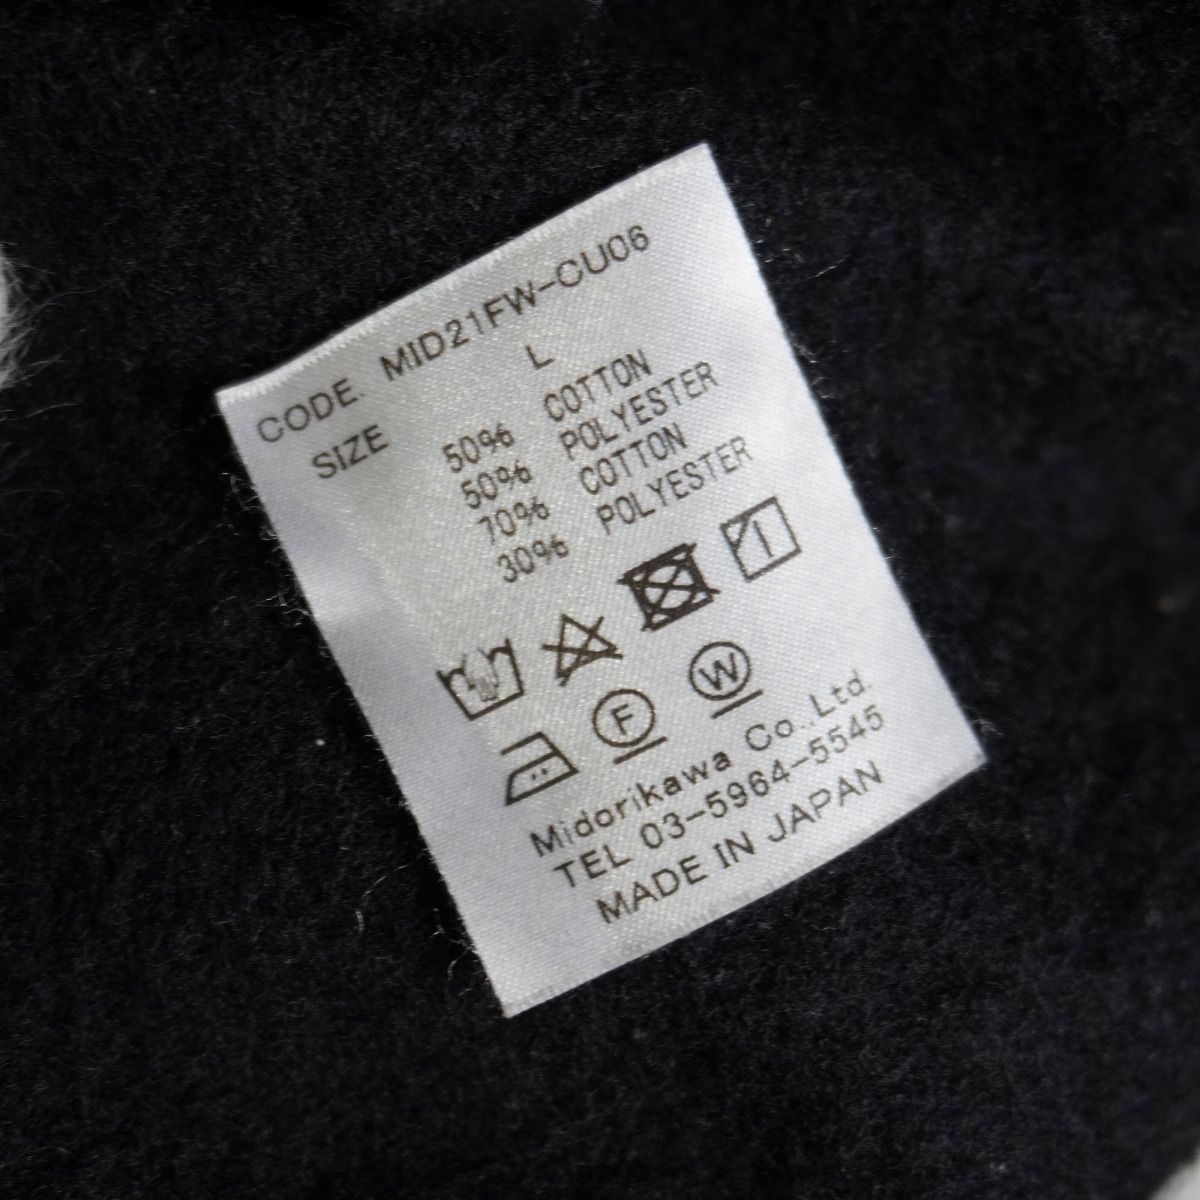 CODE. MID21FW-CU06
SIZE L
50% COTTON
50% POLYESTER
70% COTTON
30% POLYESTER
F W
Midorikawa Co.,Ltd.
TEL 03-5964-5545
MADE IN JAPAN